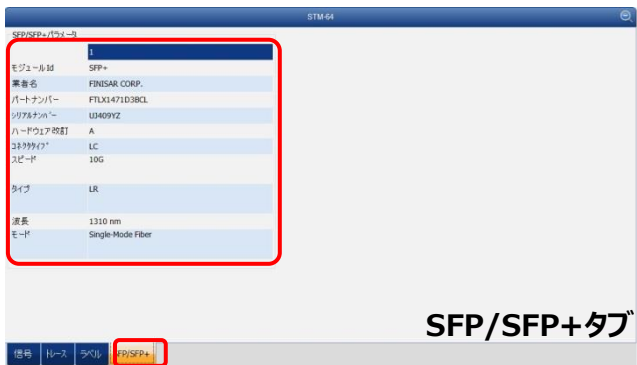 STM-64
SFP/SFP+パラメータ
1
モジュールId SFP+
業者名 FINISAR CORP.
パートナンバー FTLX1471D3BCL
シリアルナンバー UJ409YZ
ハードウェア改訂 A
コネクタタイプ LC
スピード 10G
タイプ LR
波長 1310 nm
モード Single-Mode Fiber
SFP/SFP+タブ
信号 トレース ラベル FP/SFP+